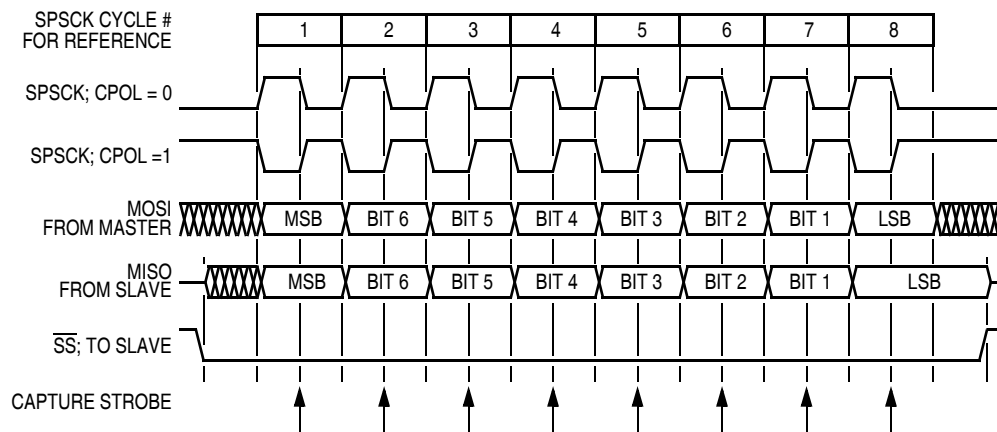 SPSCK CYCLE #
FOR REFERENCE
1 2 3 4 5 6 7 8
SPSCK; CPOL = 0
SPSCK; CPOL =1
MOSI
FROM MASTER
MSB BIT 6 BIT 5 BIT 4 BIT 3 BIT 2 BIT 1 LSB
MISO
FROM SLAVE
MSB BIT 6 BIT 5 BIT 4 BIT 3 BIT 2 BIT 1 LSB
SS; TO SLAVE
CAPTURE STROBE